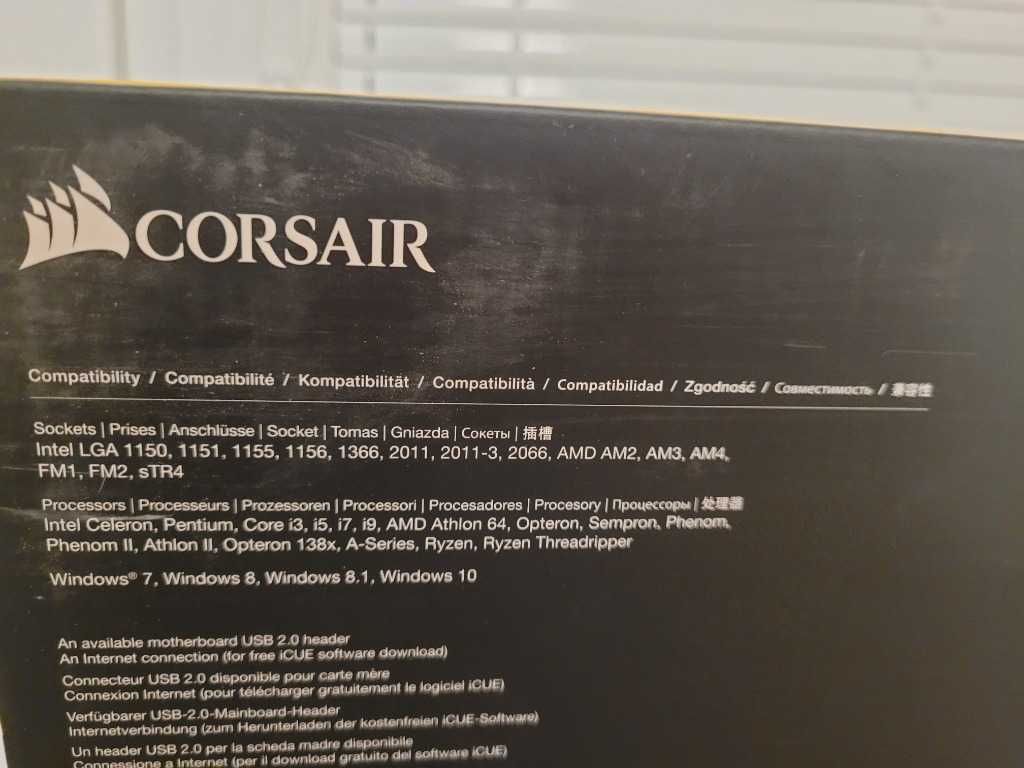 CORSAIR
Compatibility / Compatibilité / Kompatibilität / Compatibilità / Compatibilidad / Zgodność / Совместимость / 兼容性
Sockets | Prises | Anschlüsse | Socket | Tomas | Gniazda | Сокеты | 插槽
Intel LGA 1150, 1151, 1155, 1156, 1366, 2011, 2011-3, 2066, AMD AM2, AM3, AM4,
FM1, FM2, sTR4
Processors | Processeurs | Prozessoren | Processori | Procesadores | Procesory | Процессоры | 处理器
Intel Celeron, Pentium, Core i3, i5, i7, i9, AMD Athlon 64, Opteron, Sempron, Phenom,
Phenom II, Athlon II, Opteron 138x, A-Series, Ryzen, Ryzen Threadripper
Windows® 7, Windows 8, Windows 8.1, Windows 10
An available motherboard USB 2.0 header
An Internet connection (for free iCUE software download)
Connecteur USB 2.0 disponible pour carte mère
Connexion Internet (pour télécharger gratuitement le logiciel iCUE)
Verfügbarer USB-2.0-Mainboard-Header
Internetverbindung (zum Herunterladen der kostenfreien iCUE-Software)
Un header USB 2.0 per la scheda madre disponibile
Connessione a Internet (per il download gratuito del software iCUE)